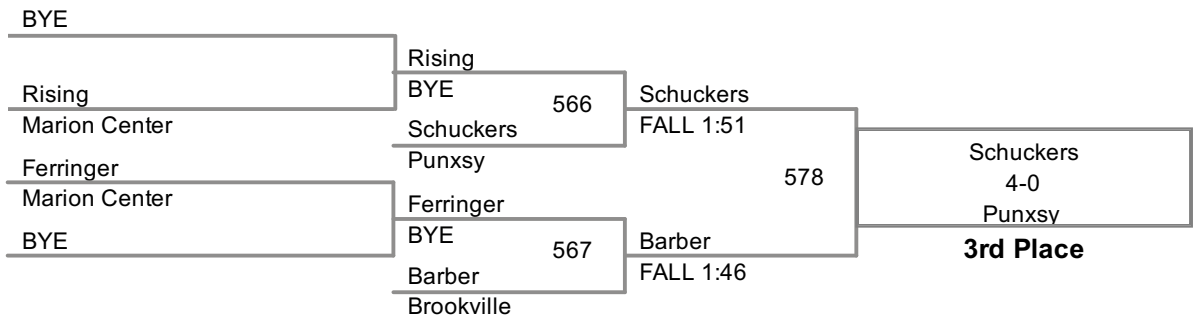 BYE
Rising
Marion Center
Ferringer
Marion Center
BYE
Rising
BYE
566
Schuckers
Punxsy
Ferringer
BYE
567
Barber
Brookville
Schuckers
FALL 1:51
578
Barber
FALL 1:46
Schuckers
4-0
Punxsy
3rd Place